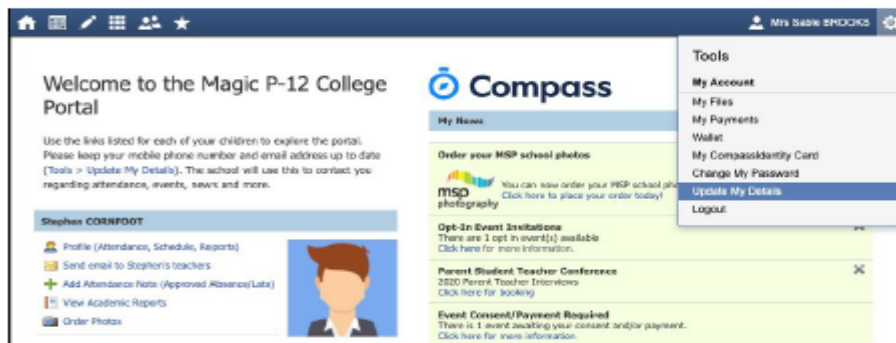 Mrs Sable BROOKS
Welcome to the Magic P-12 College
Portal
Use the links listed for each of your children to explore the portal.
Please keep your mobile phone number and email address up to date
(Tools > Update My Details). The school will use this to contact you
regarding attendance, events, news and more.
Stephen CORNFOOT
Profile (Attendance, Schedule, Reports)
Send email to Stephen's teachers
Add Attendance Note (Approved Absence/Late)
View Academic Reports
Order Photos
Compass
My News
Order your MSP school photos
msp
photography
You can now order your MSP school
Click here to place your order today!
Opt-In Event Invitations
There are 1 opt in event(s) available
Click here for more information.
Parent Student Teacher Conference
2020 Parent Teacher Interviews
Click here for booking
Event Consent/Payment Required
There is 1 event awaiting your consent and/or payment.
Click here for more information
Tools
My Account
My Files
My Payments
Wallet
My CompassIdentity Card
Change My Password
Update My Details
Logout